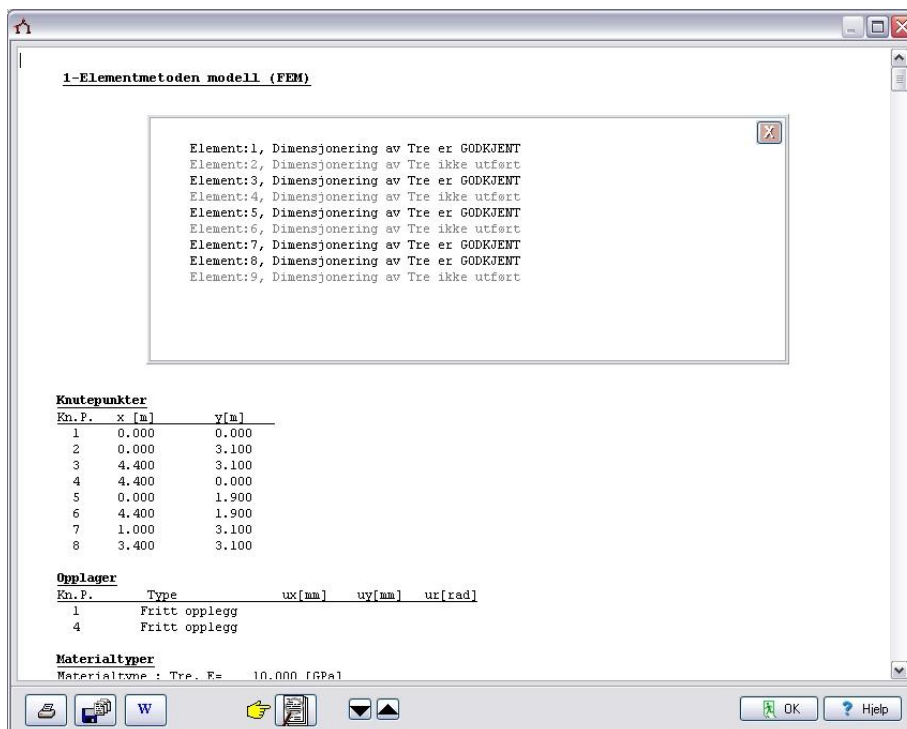 1-Elementmetoden modell (FEM)
X
Element:1, Dimensjonering av Tre er GODKJENT
Element:2, Dimensjonering av Tre ikke utført
Element:3, Dimensjonering av Tre er GODKJENT
Element:4, Dimensjonering av Tre ikke utført
Element:5, Dimensjonering av Tre er GODKJENT
Element:6, Dimensjonering av Tre ikke utført
Element:7, Dimensjonering av Tre er GODKJENT
Element:8, Dimensjonering av Tre er GODKJENT
Element:9, Dimensjonering av Tre ikke utført
Knutepunkter
Kn.P. x [m] y[m]
1 0.000 0.000
2 0.000 3.100
3 4.400 3.100
4 4.400 0.000
5 0.000 1.900
6 4.400 1.900
7 1.000 3.100
8 3.400 3.100
Opplager
Kn.P. Type ux[mm] uy[mm] ur[rad]
1 Fritt opplegg
4 Fritt opplegg
Materialtyper
Materialtype : Tre. E= 10.000 [GPa]
W OK ? Hjelp